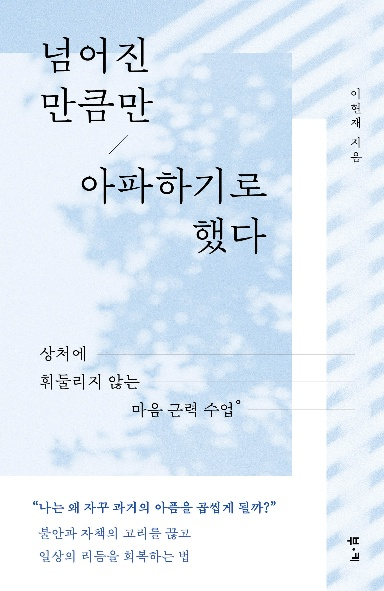 넘어진
만큼만
/
아파하기로
했다
이현재 지음
상처에
휘둘리지 않는
마음 근력 수업
“나는 왜 자꾸 과거의 아픔을 곱씹게 될까?”
불안과 자책의 고리를 끊고
일상의 리듬을 회복하는 법
부·키